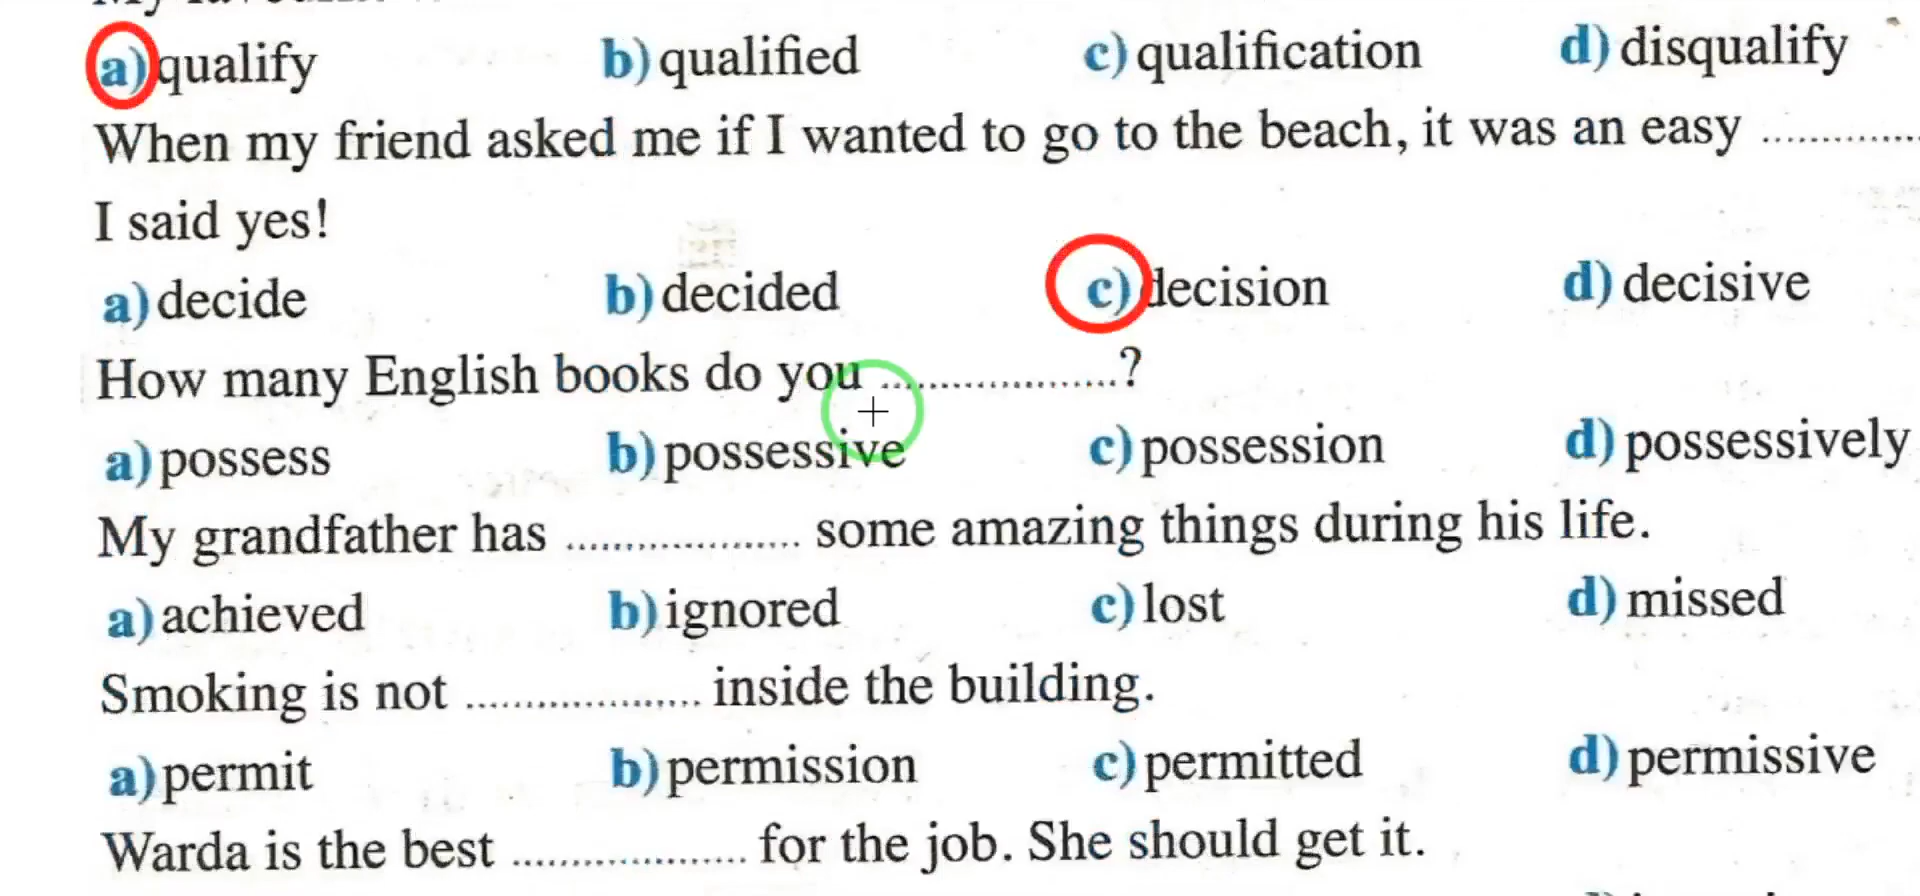 a) qualify b) qualified c) qualification d) disqualify
When my friend asked me if I wanted to go to the beach, it was an easy ..............
I said yes!
a) decide b) decided c) decision d) decisive
How many English books do you .....................?
a) possess b) possessive c) possession d) possessively
My grandfather has ..................... some amazing things during his life.
a) achieved b) ignored c) lost d) missed
Smoking is not ..................... inside the building.
a) permit b) permission c) permitted d) permissive
Warda is the best ..................... for the job. She should get it.